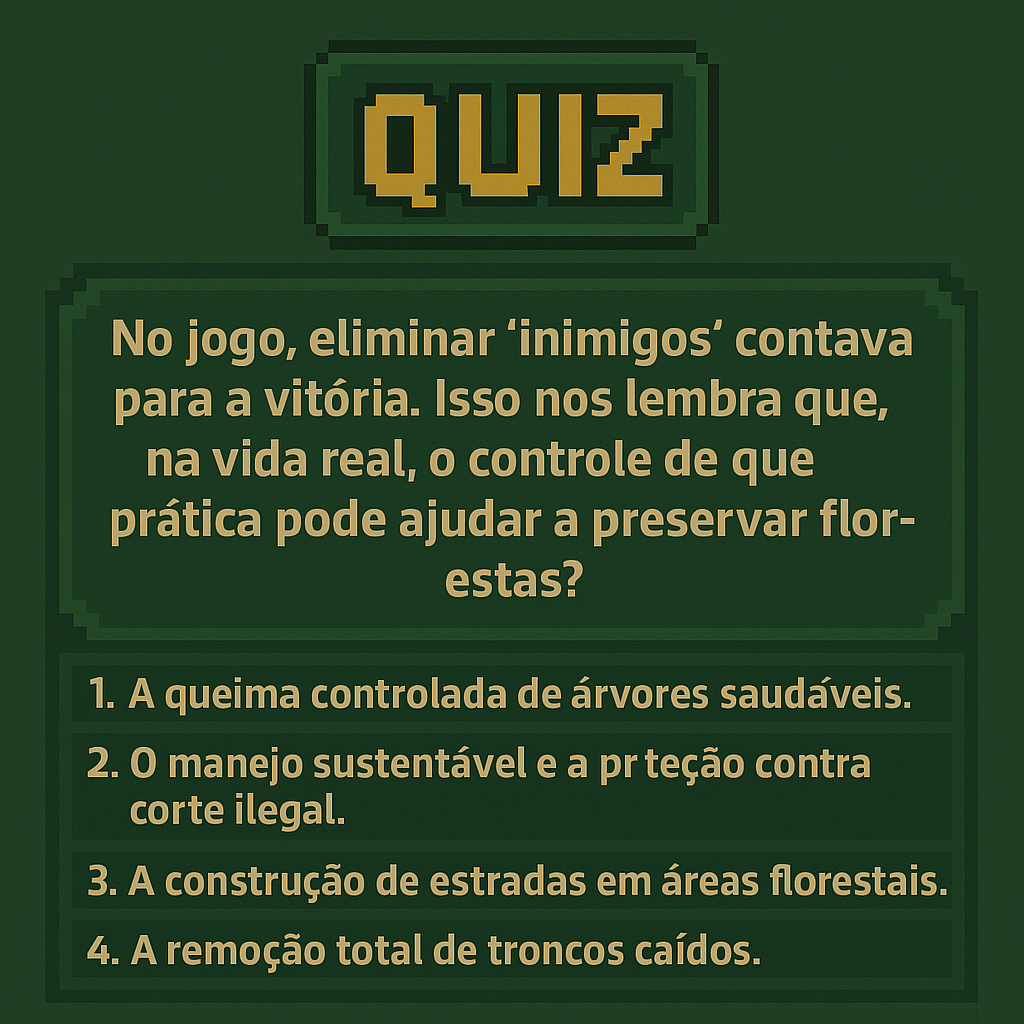 QUIZ
No jogo, eliminar ‘inimigos‘ contava
para a vitória. Isso nos lembra que,
na vida real, o controle de que
prática pode ajudar a preservar flor-
estas?
1. A queima controlada de árvores saudáveis.
2. O manejo sustentável e a pr teção contra
corte ilegal.
3. A construção de estradas em áreas florestais.
4. A remoção total de troncos caídos.